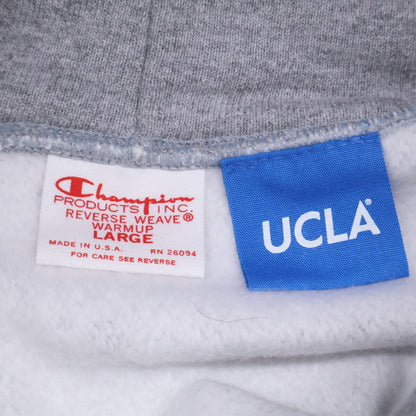 Champion
PRODUCTS INC.
REVERSE WEAVE®
WARMUP
LARGE
MADE IN U.S.A. RN 26094
FOR CARE SEE REVERSE
UCLA®